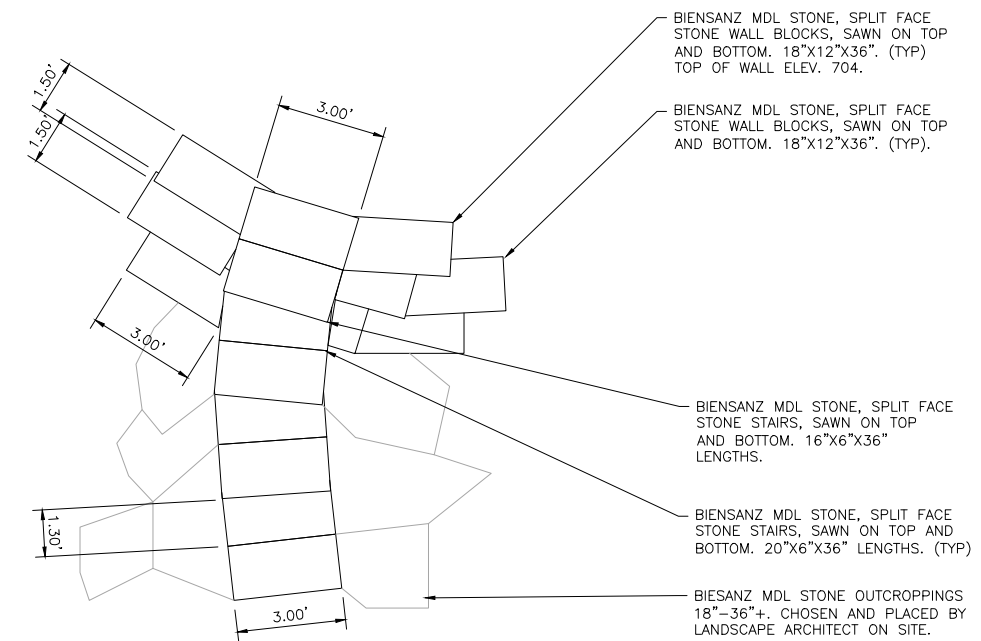 BIENSANZ MDL STONE, SPLIT FACE
STONE WALL BLOCKS, SAWN ON TOP
AND BOTTOM. 18"X12"X36". (TYP)
TOP OF WALL ELEV. 704.
1.50'
1.50'
3.00'
BIENSANZ MDL STONE, SPLIT FACE
STONE WALL BLOCKS, SAWN ON TOP
AND BOTTOM. 18"X12"X36". (TYP).
3.00'
BIENSANZ MDL STONE, SPLIT FACE
STONE STAIRS, SAWN ON TOP
AND BOTTOM. 16"X6"X36"
LENGTHS.
1.30'
BIENSANZ MDL STONE, SPLIT FACE
STONE STAIRS, SAWN ON TOP AND
BOTTOM. 20"X6"X36" LENGTHS. (TYP)
3.00'
BIESANZ MDL STONE OUTCROPPINGS
18"-36"+. CHOSEN AND PLACED BY
LANDSCAPE ARCHITECT ON SITE.